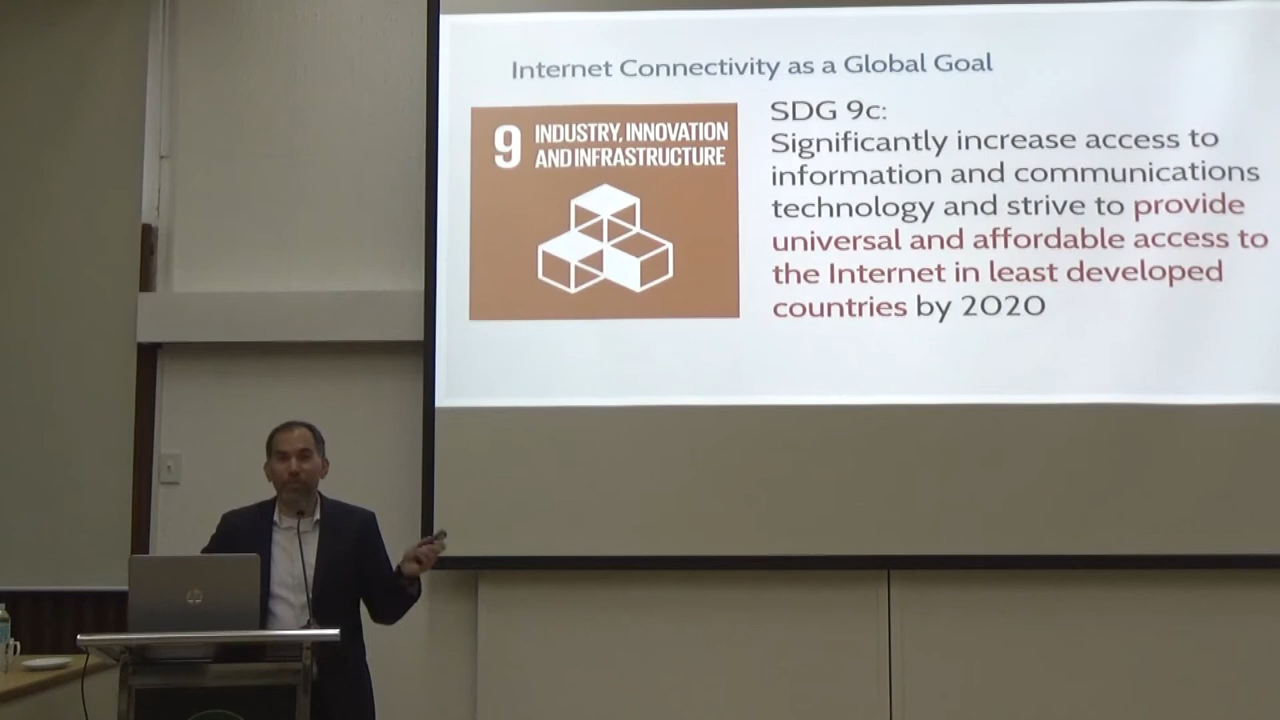 Internet Connectivity as a Global Goal
9 INDUSTRY, INNOVATION
AND INFRASTRUCTURE
SDG 9c:
Significantly increase access to
information and communications
technology and strive to provide
universal and affordable access to
the Internet in least developed
countries by 2020
hp